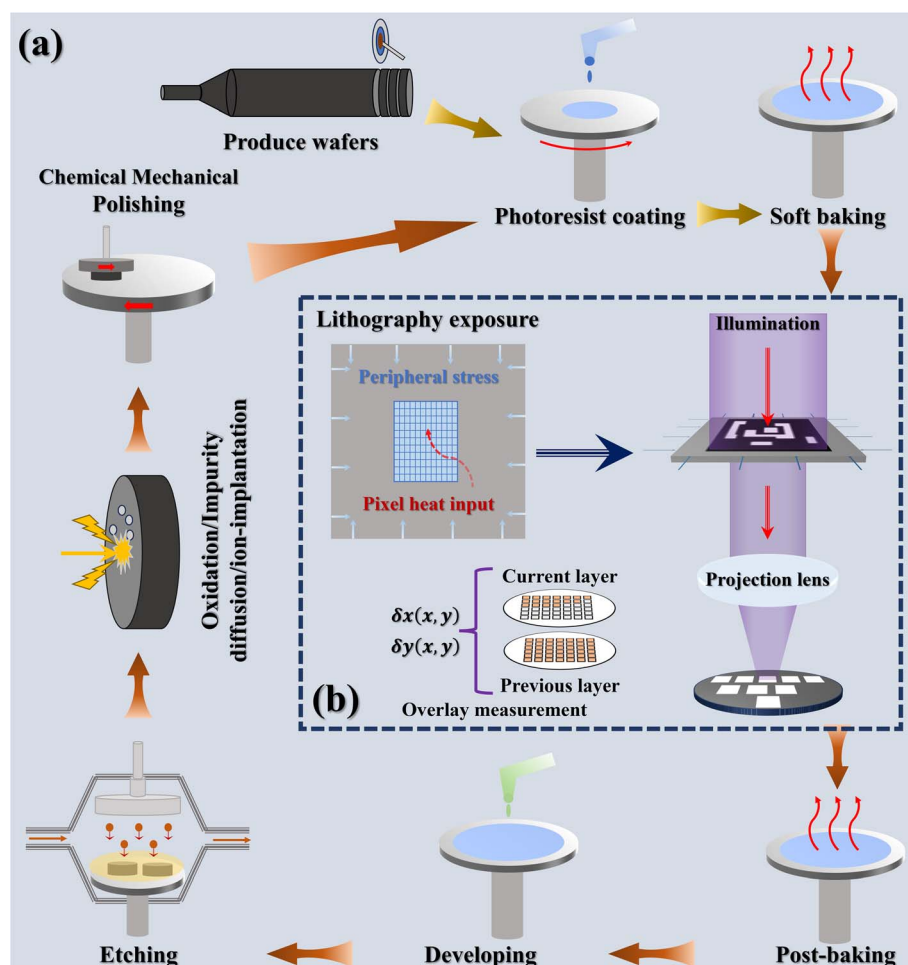 (a)
Produce wafers
Photoresist coating
Soft baking
Chemical Mechanical
Polishing
Lithography exposure
Peripheral stress
Pixel heat input
Illumination
Projection lens
Current layer
δx(x, y)
δy(x, y)
Previous layer
Overlay measurement
(b)
Oxidation/Impurity
diffusion/ion-implantation
Etching
Developing
Post-baking